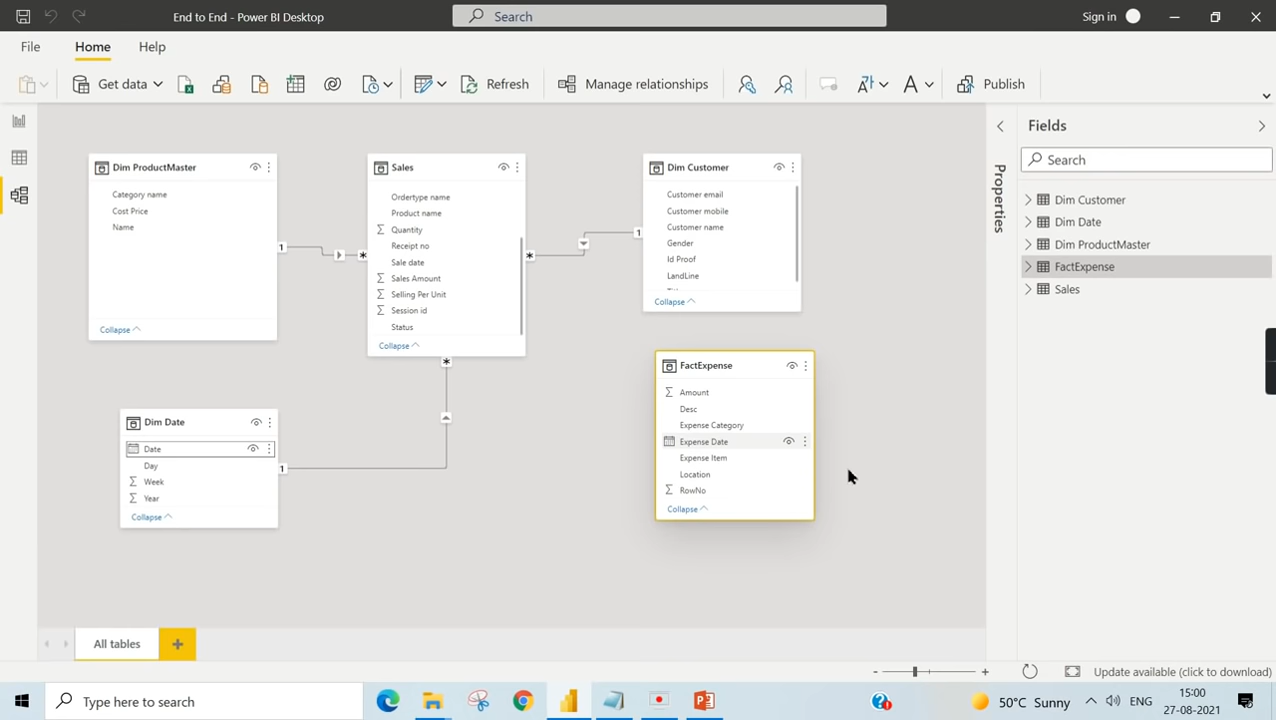 End to End - Power BI Desktop
Search
Sign in
File
Home
Help
Get data
Refresh
Manage relationships
Publish
Dim ProductMaster
Category name
Cost Price
Name
Collapse
Sales
Ordertype name
Product name
Quantity
Receipt no
Sale date
Sales Amount
Selling Per Unit
Session id
Status
Collapse
Dim Customer
Customer email
Customer mobile
Customer name
Gender
Id Proof
LandLine
Collapse
1
*
*
1
*
1
Dim Date
Date
Day
Week
Year
Collapse
FactExpense
Amount
Desc
Expense Category
Expense Date
Expense Item
Location
RowNo
Collapse
Properties
Fields
Search
Dim Customer
Dim Date
Dim ProductMaster
FactExpense
Sales
All tables
+
- +
Update available (click to download)
Type here to search
50°C Sunny
ENG
15:00
27-08-2021